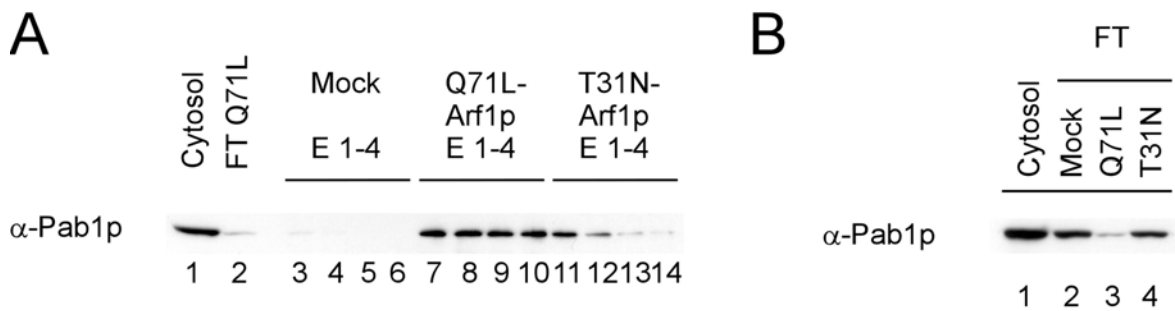 A
Cytosol
FT Q71L
Mock
E 1-4
Q71L-
Arf1p
E 1-4
T31N-
Arf1p
E 1-4
α-Pab1p
1 2 3 4 5 6 7 8 9 10 11 12 13 14
B
FT
Cytosol
Mock
Q71L
T31N
α-Pab1p
1 2 3 4